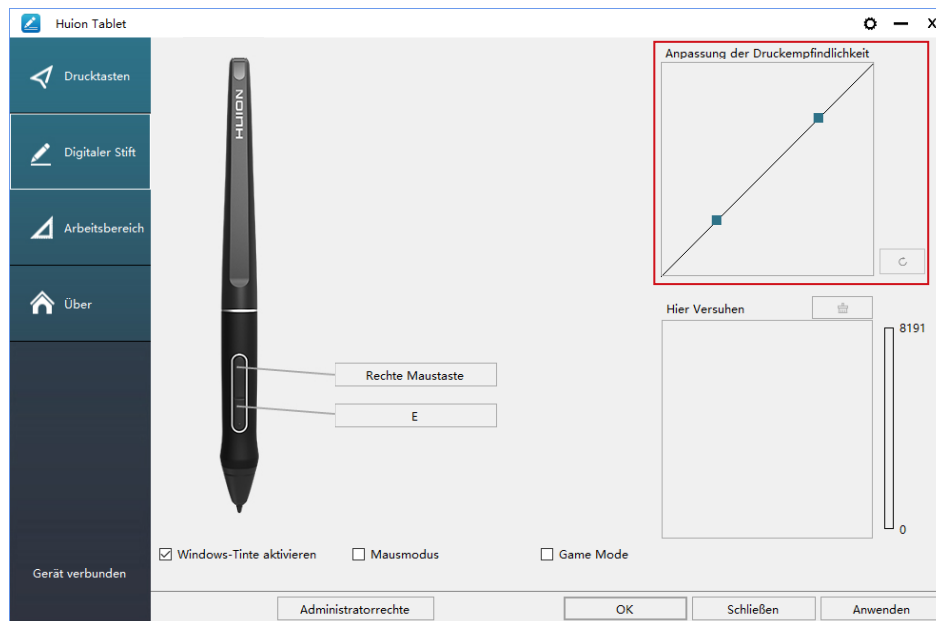 Huion Tablet
X
Drucktasten
Digitaler Stift
Arbeitsbereich
Über
Gerät verbunden
HUION
Rechte Maustaste
E
Anpassung der Druckempfindlichkeit
Hier Versuhen
8191
0
Windows-Tinte aktivieren
Mausmodus
Game Mode
Administratorrechte
OK
Schließen
Anwenden